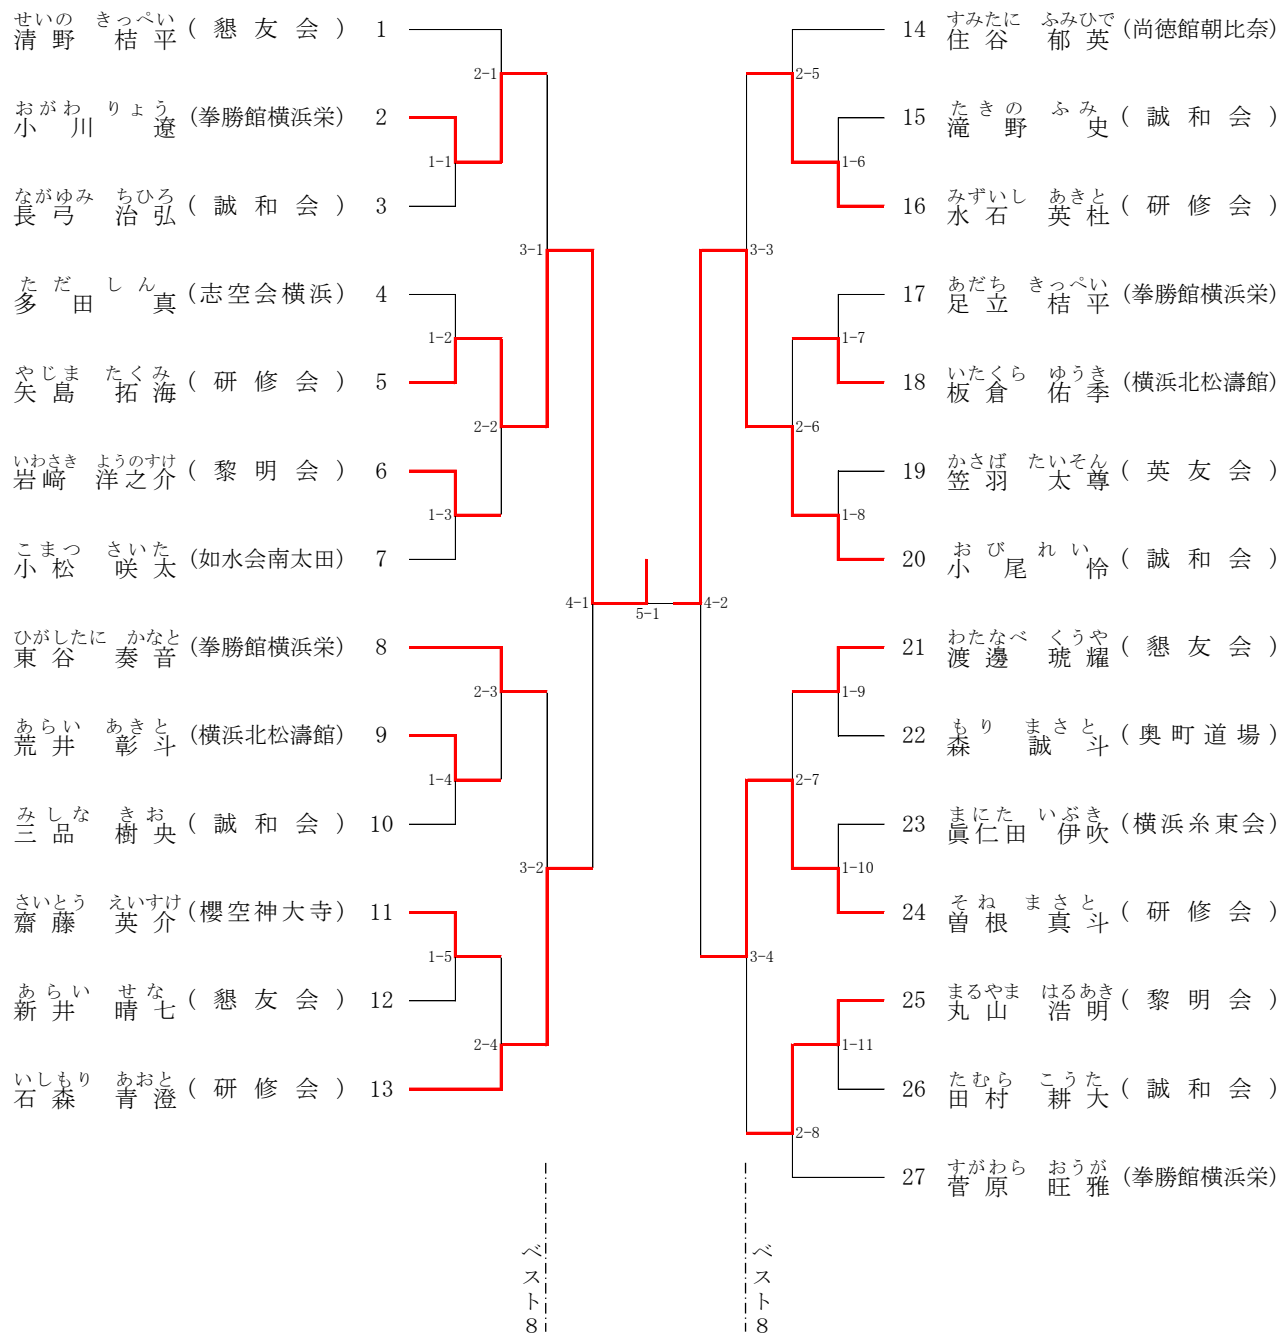 せいの きっぺい
清野 桔平 (懇友会) 1
おがわ りょう
小川 遼 (拳勝館横浜栄) 2
ながゆみ ちひろ
長弓 治弘 (誠和会) 3
ただ しん
多田 真 (志空会横浜) 4
やじま たくみ
矢島 拓海 (研修会) 5
いわさき ようのすけ
岩﨑 洋之介 (黎明会) 6
こまつ さいた
小松 咲太 (如水会南太田) 7
ひがしたに かなと
東谷 奏音 (拳勝館横浜栄) 8
あらい あきと
荒井 彰斗 (横浜北松濤館) 9
みしな きお
三品 樹央 (誠和会) 10
さいとう えいすけ
齋藤 英介 (櫻空神大寺) 11
あらい せな
新井 晴七 (懇友会) 12
いしもり あおと
石森 青澄 (研修会) 13
2-1
1-1
3-1
1-2
2-2
1-3
4-1
2-3
1-4
3-2
1-5
2-4
5-1
2-5
1-6
3-3
1-7
2-6
1-8
4-2
1-9
2-7
1-10
3-4
1-11
2-8
すみたに ふみひで
14 住谷 郁英 (尚徳館朝比奈)
たきの ふみ
15 滝野 史 (誠和会)
みずいし あきと
16 水石 英杜 (研修会)
あだち きっぺい
17 足立 桔平 (拳勝館横浜栄)
いたくら ゆうき
18 板倉 佑季 (横浜北松濤館)
かさば たいそん
19 笠羽 太尊 (英友会)
おび れい
20 小尾 怜 (誠和会)
わたなべ くうや
21 渡邊 琥耀 (懇友会)
もり まさと
22 森 誠斗 (奥町道場)
まにた いぶき
23 眞仁田 伊吹 (横浜糸東会)
そね まさと
24 曽根 真斗 (研修会)
まるやま はるあき
25 丸山 浩明 (黎明会)
たむら こうた
26 田村 耕大 (誠和会)
すがわら おうが
27 菅原 旺雅 (拳勝館横浜栄)
ベスト8
ベスト8